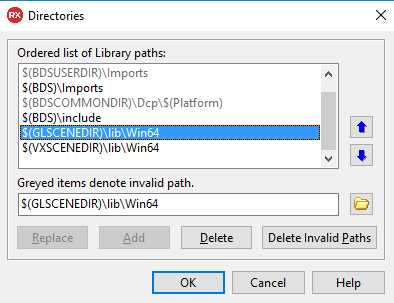 RX Directories
Ordered list of Library paths:
$(BDSUSERDIR)\Imports
$(BDS)\Imports
$(BDSCOMMONDIR)\Dcp\$(Platform)
$(BDS)\include
$(GLSCENEDIR)\lib\Win64
$(VXSCENEDIR)\lib\Win64
Greyed items denote invalid path.
$(GLSCENEDIR)\lib\Win64
Replace Add Delete Delete Invalid Paths
OK Cancel Help